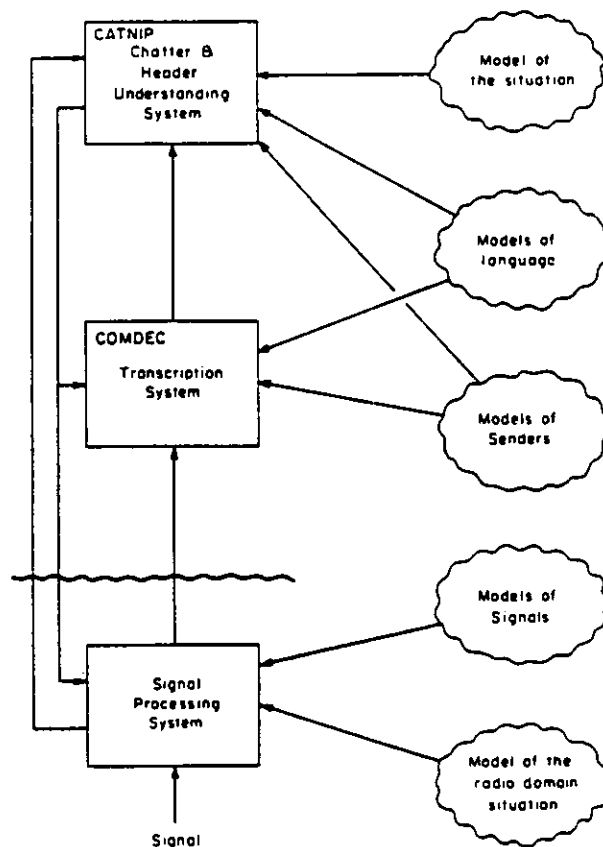 CATNIP
Chatter &
Header
Understanding
System
Model of
the situation
Models of
language
COMDEC
Transcription
System
Models of
Senders
Models of
Signals
Signal
Processing
System
Model of the
radio domain
situation
Signal